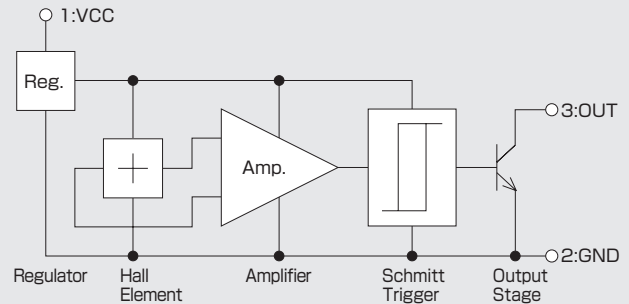 1:VCC
Reg.
3:OUT
Amp.
2:GND
Regulator
Hall
Element
Amplifier
Schmitt
Trigger
Output
Stage